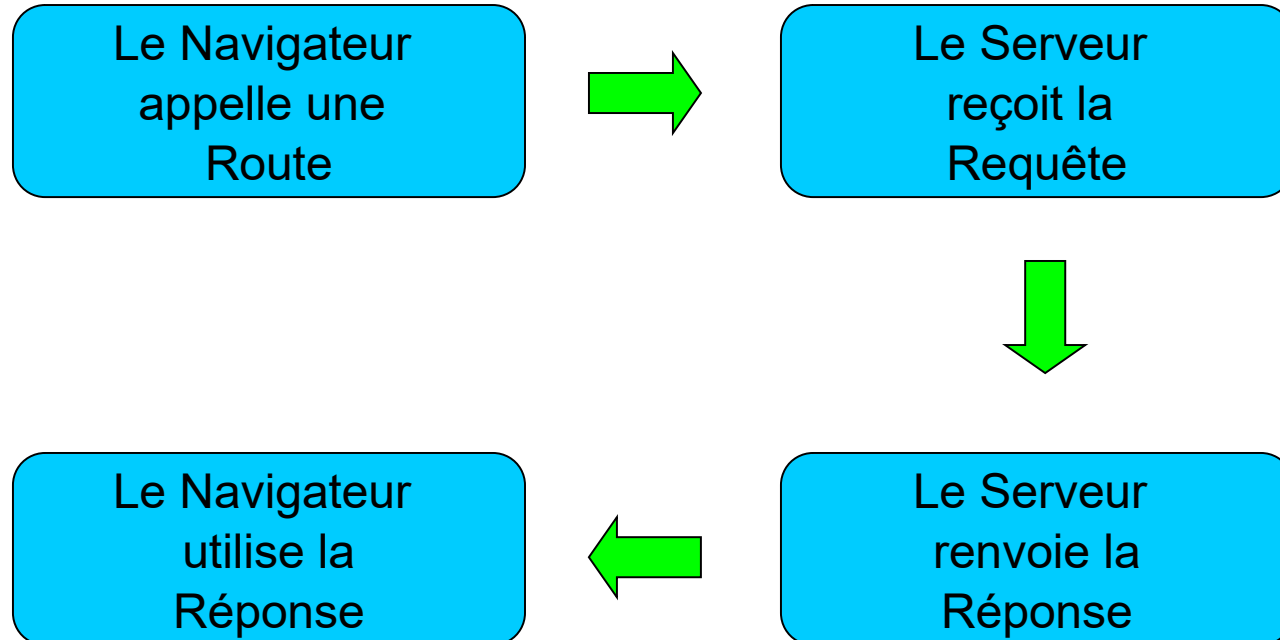 Le Navigateur
appelle une
Route
Le Serveur
reçoit la
Requête
Le Navigateur
utilise la
Réponse
Le Serveur
renvoie la
Réponse